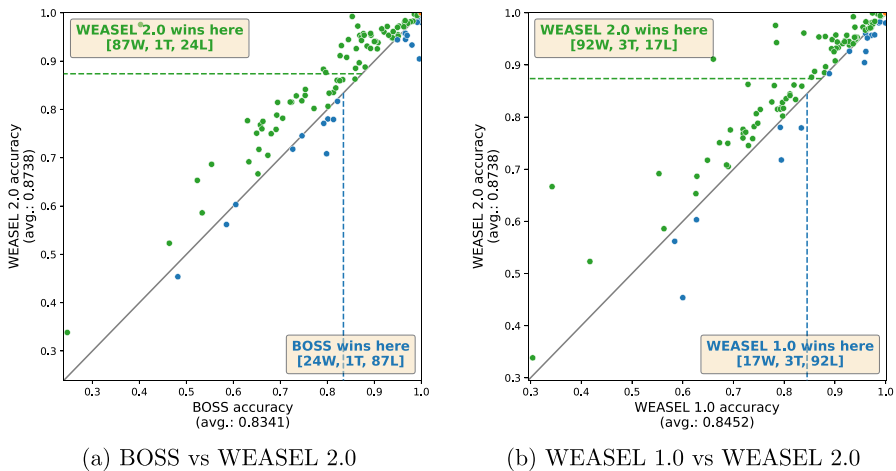 WEASEL 2.0 wins here
[87W, 1T, 24L]
BOSS wins here
[24W, 1T, 87L]
WEASEL 2.0 accuracy
(avg.: 0.8738)
1.0
0.9
0.8
0.7
0.6
0.5
0.4
0.3
0.3 0.4 0.5 0.6 0.7 0.8 0.9 1.0
BOSS accuracy
(avg.: 0.8341)
(a) BOSS vs WEASEL 2.0
WEASEL 2.0 wins here
[92W, 3T, 17L]
WEASEL 1.0 wins here
[17W, 3T, 92L]
WEASEL 2.0 accuracy
(avg.: 0.8738)
1.0
0.9
0.8
0.7
0.6
0.5
0.4
0.3
0.3 0.4 0.5 0.6 0.7 0.8 0.9 1.0
WEASEL 1.0 accuracy
(avg.: 0.8452)
(b) WEASEL 1.0 vs WEASEL 2.0